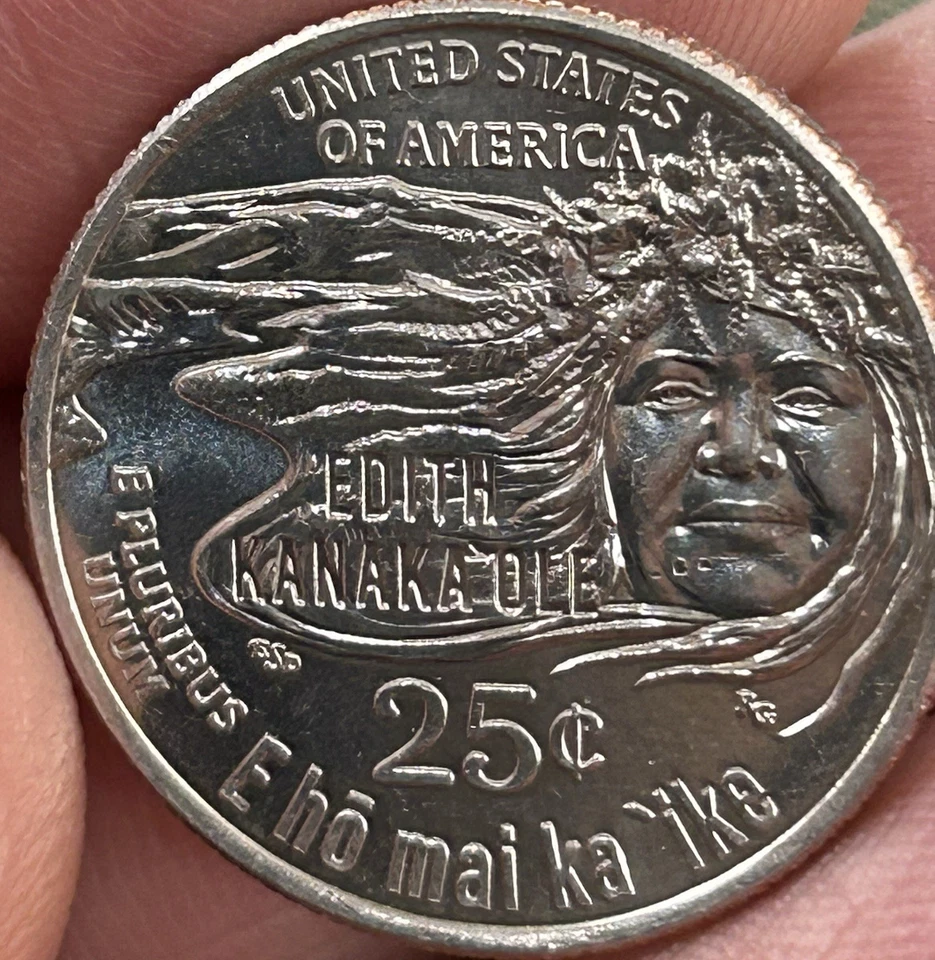 UNITED STATES
OF AMERICA
EDITH
KANAKAʻOLE
E PLURIBUS
UNUM
25¢
E hō mai ka ʻike